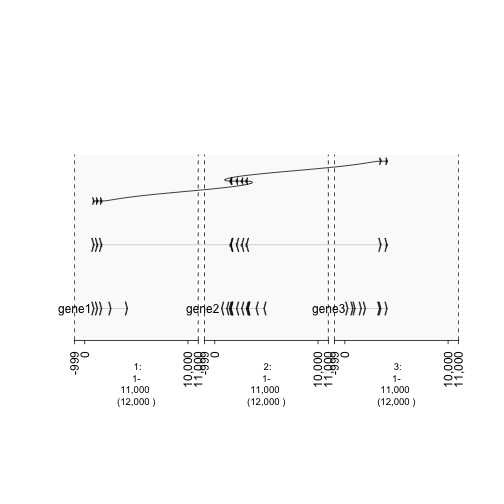 gene1 gene2 gene3
-999 0 10,000 11,000 -999 0 10,000 11,000 -999 0 10,000 11,000
1: 2: 3:
1- 1- 1-
11,000 11,000 11,000
(12,000 ) (12,000 ) (12,000 )